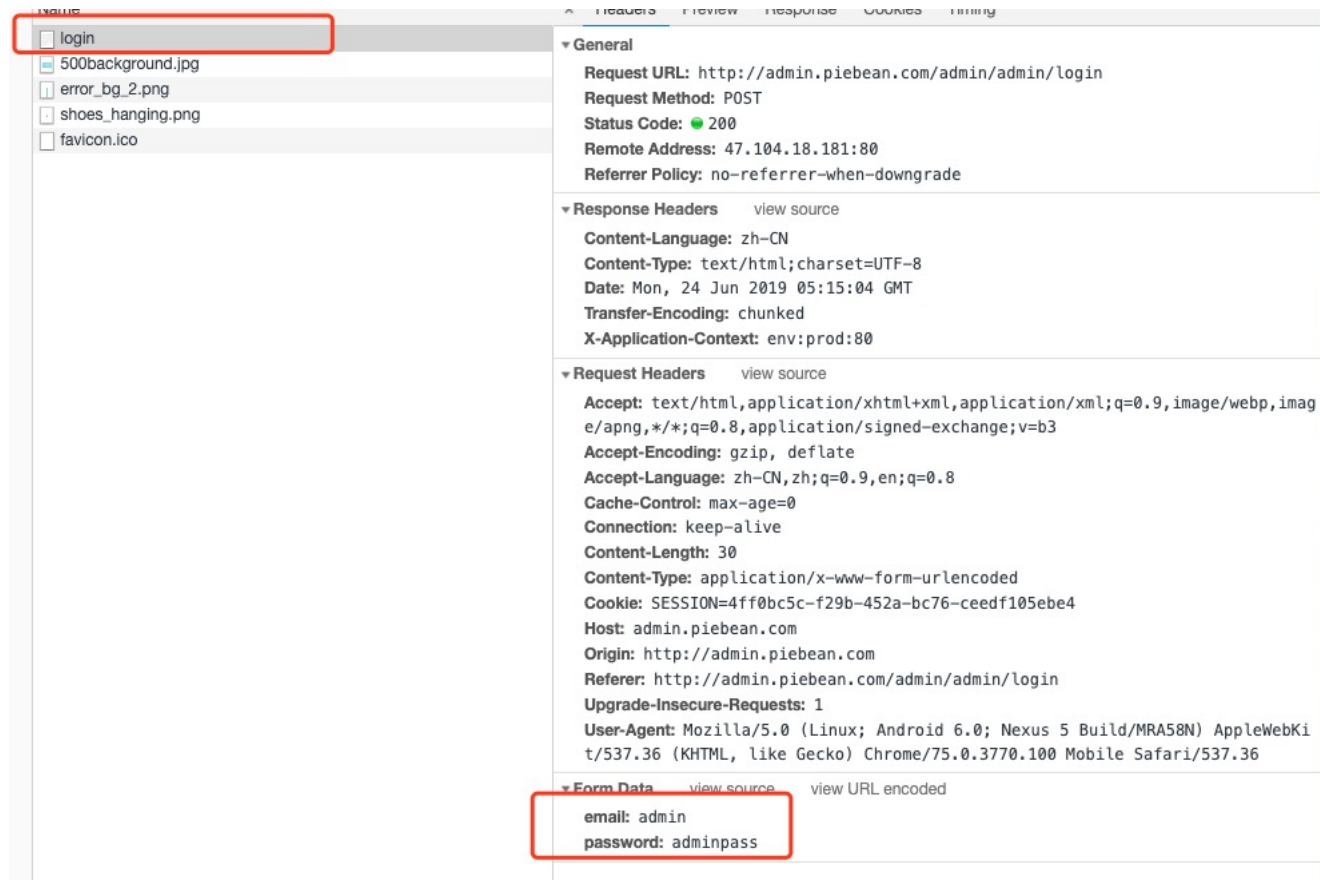 Name
login
500background.jpg
error_bg_2.png
shoes_hanging.png
favicon.ico
× Headers Preview Response Cookies Timing
▼General
Request URL: http://admin.piebean.com/admin/admin/login
Request Method: POST
Status Code: 200
Remote Address: 47.104.18.181:80
Referrer Policy: no-referrer-when-downgrade
▼Response Headers view source
Content-Language: zh-CN
Content-Type: text/html;charset=UTF-8
Date: Mon, 24 Jun 2019 05:15:04 GMT
Transfer-Encoding: chunked
X-Application-Context: env:prod:80
▼Request Headers view source
Accept: text/html,application/xhtml+xml,application/xml;q=0.9,image/webp,imag
e/apng,*/*;q=0.8,application/signed-exchange;v=b3
Accept-Encoding: gzip, deflate
Accept-Language: zh-CN,zh;q=0.9,en;q=0.8
Cache-Control: max-age=0
Connection: keep-alive
Content-Length: 30
Content-Type: application/x-www-form-urlencoded
Cookie: SESSION=4ff0bc5c-f29b-452a-bc76-ceedf105ebe4
Host: admin.piebean.com
Origin: http://admin.piebean.com
Referer: http://admin.piebean.com/admin/admin/login
Upgrade-Insecure-Requests: 1
User-Agent: Mozilla/5.0 (Linux; Android 6.0; Nexus 5 Build/MRA58N) AppleWebKi
t/537.36 (KHTML, like Gecko) Chrome/75.0.3770.100 Mobile Safari/537.36
▼Form Data view source view URL encoded
email: admin
password: adminpass